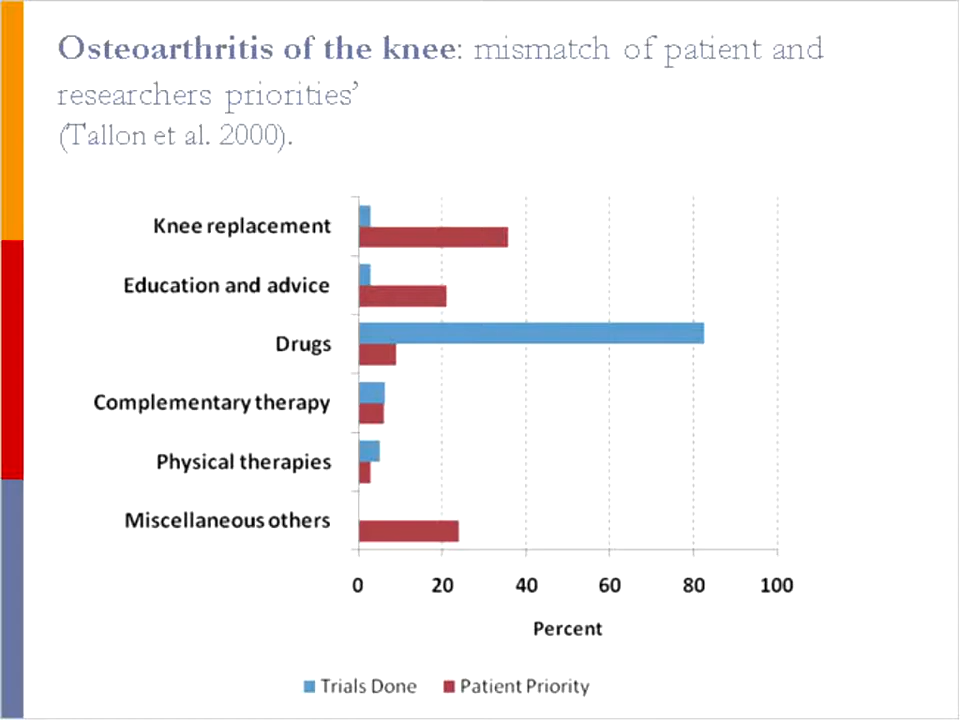 Osteoarthritis of the knee: mismatch of patient and
researchers priorities’
(Tallon et al. 2000).
Knee replacement
Education and advice
Drugs
Complementary therapy
Physical therapies
Miscellaneous others
0 20 40 60 80 100
Percent
Trials Done Patient Priority